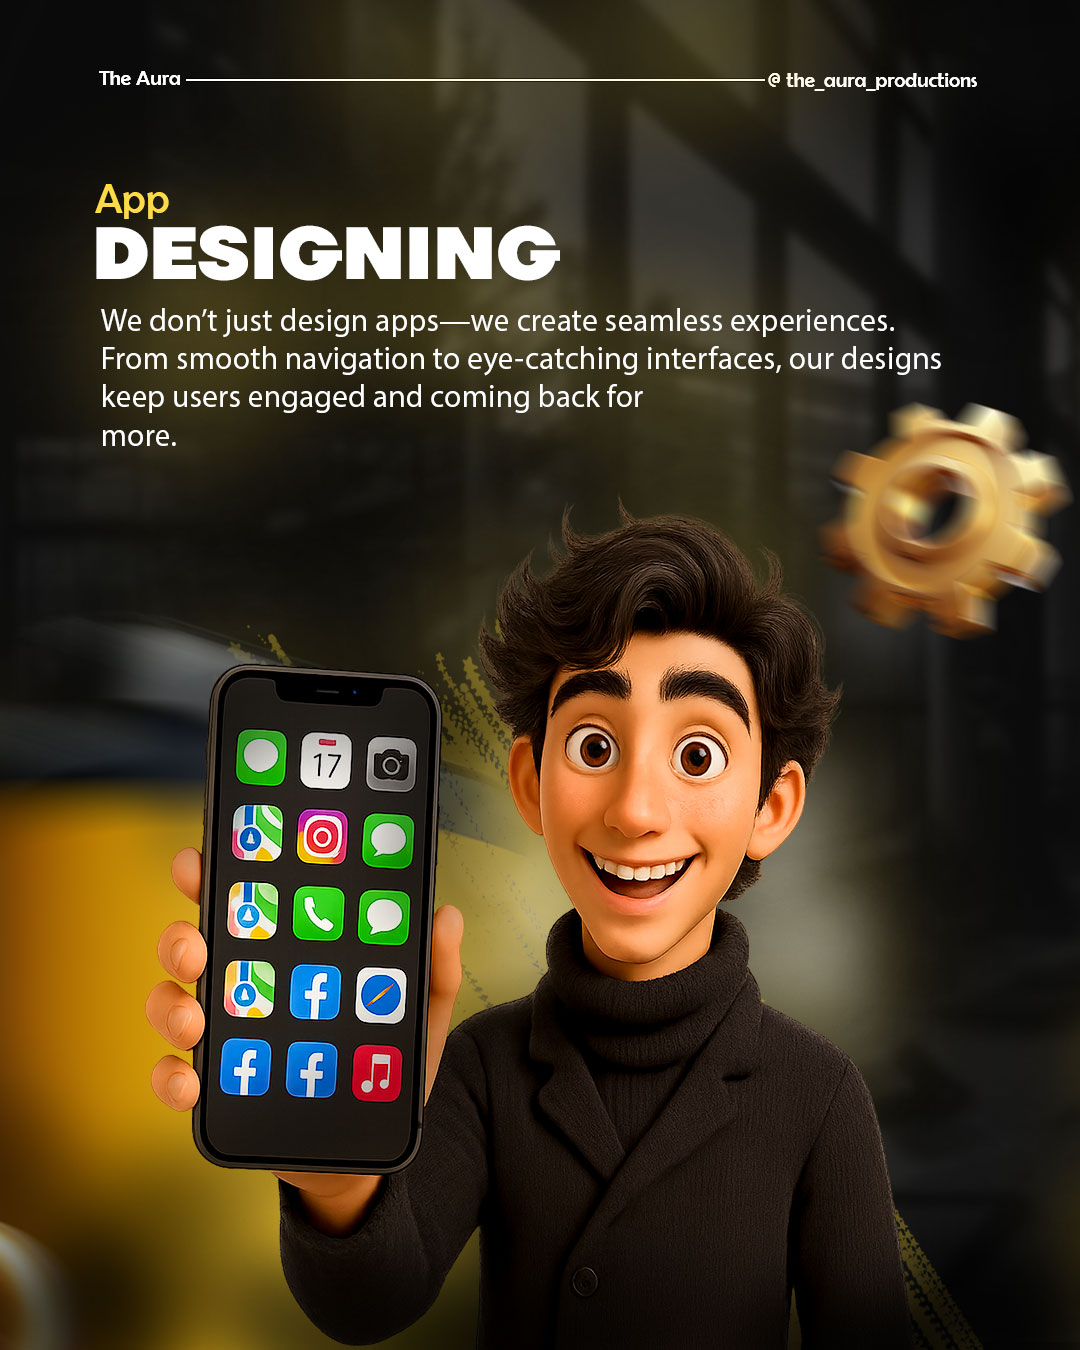 The Aura
@ the_aura_productions
App
DESIGNING
We don’t just design apps—we create seamless experiences.
From smooth navigation to eye-catching interfaces, our designs
keep users engaged and coming back for
more.
17